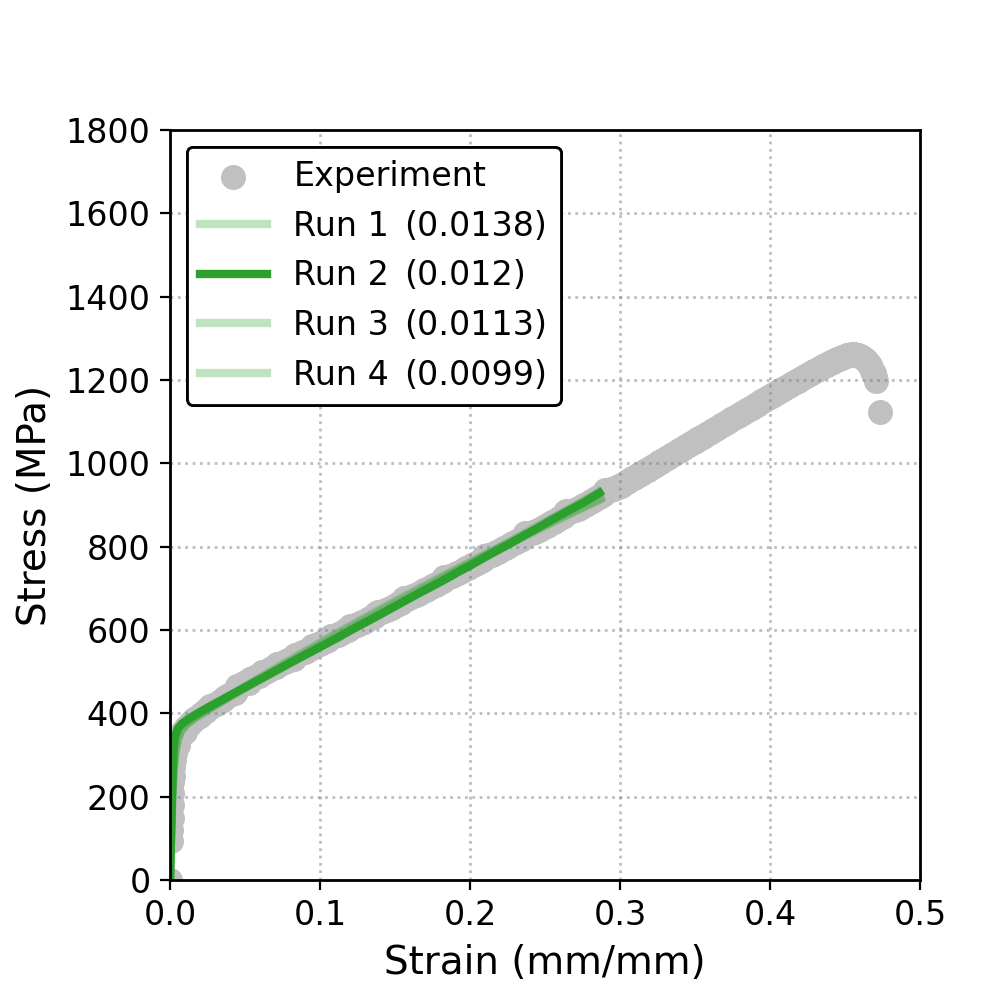 1800
1600
1400
1200
1000
800
600
400
200
0
Stress (MPa)
Experiment
Run 1 (0.0138)
Run 2 (0.012)
Run 3 (0.0113)
Run 4 (0.0099)
0.0 0.1 0.2 0.3 0.4 0.5
Strain (mm/mm)